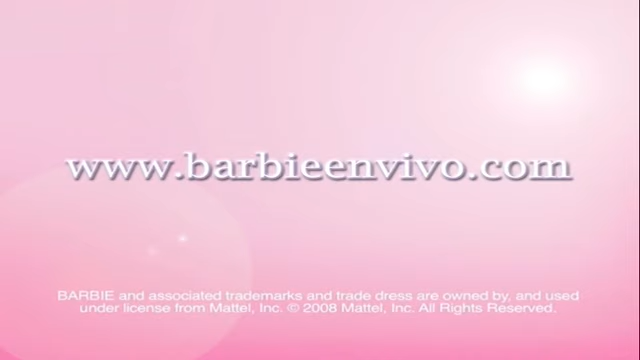 www.barbieenvivo.com
BARBIE and associated trademarks and trade dress are owned by, and used
under license from Mattel, Inc. © 2008 Mattel, Inc. All Rights Reserved.